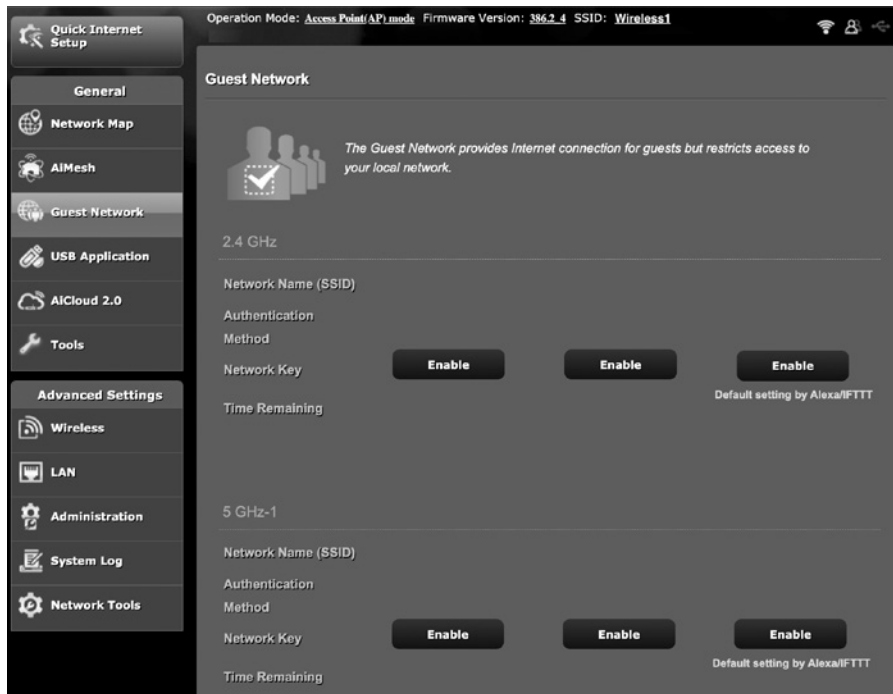 Quick Internet
Setup
Operation Mode: Access Point(AP) mode Firmware Version: 386.2_4 SSID: Wireless1
General
Network Map
AiMesh
Guest Network
USB Application
AiCloud 2.0
Tools
Advanced Settings
Wireless
LAN
Administration
System Log
Network Tools
Guest Network
The Guest Network provides Internet connection for guests but restricts access to
your local network.
2.4 GHz
Network Name (SSID)
Authentication
Method
Network Key
Enable Enable Enable
Default setting by Alexa/IFTTT
Time Remaining
5 GHz-1
Network Name (SSID)
Authentication
Method
Network Key
Enable Enable Enable
Default setting by Alexa/IFTTT
Time Remaining